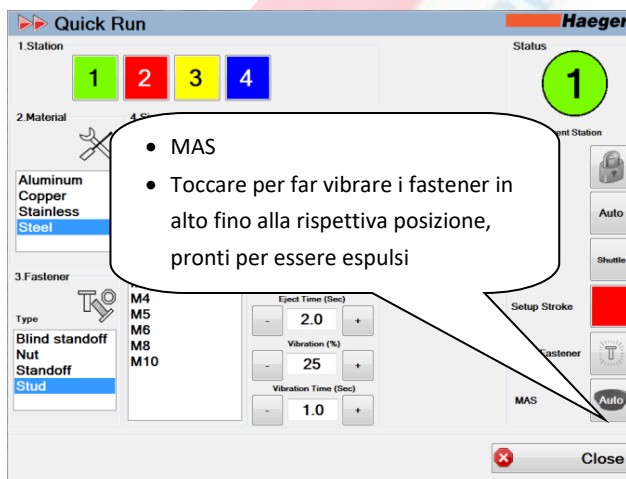 Quick Run
Haeger
1.Station
Status
1
2
3
4
1
2.Material
Aluminum
Copper
Stainless
Steel
• MAS
• Toccare per far vibrare i fastener in
alto fino alla rispettiva posizione,
pronti per essere espulsi
Station
Auto
Shuttle
3.Fastener
Type
Blind standoff
Nut
Standoff
Stud
M4
M5
M6
M8
M10
Eject Time (Sec)
- 2.0 +
Vibration (%)
- 25 +
Vibration Time (Sec)
- 1.0 +
Setup Stroke
Fastener
T
MAS
Auto
Close